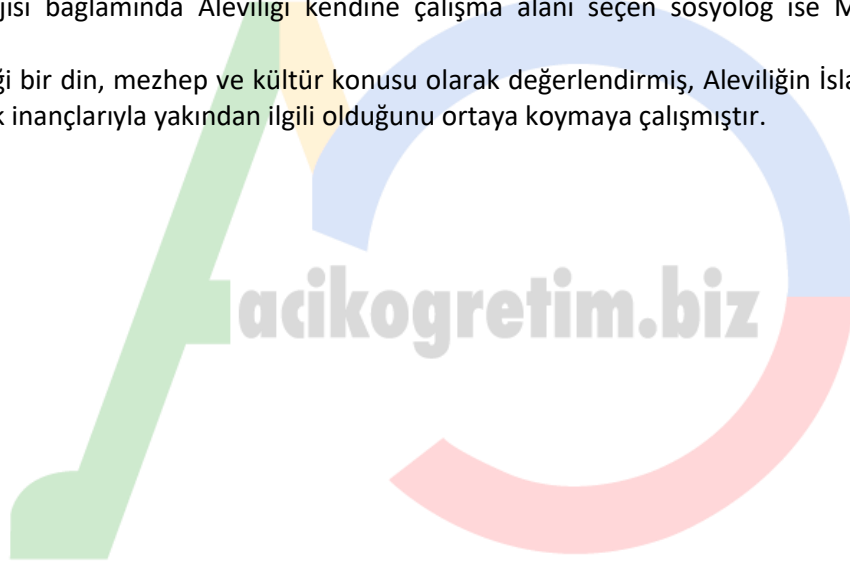 jisi bağlamında Aleviliği kendine çalışma alanı seçen sosyolog ise M
ği bir din, mezhep ve kültür konusu olarak değerlendirmiş, Aleviliğin İsla
k inançlarıyla yakından ilgili olduğunu ortaya koymaya çalışmıştır.
acikogretim.biz